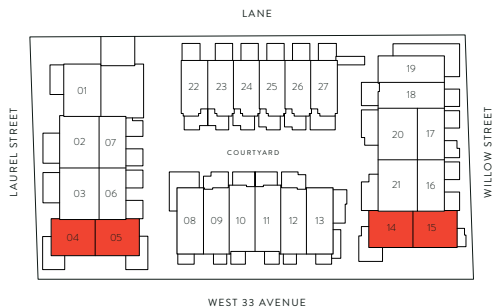 LANE
LAUREL STREET
WILLOW STREET
01
02 07
03 06
04 05
22 23 24 25 26 27
COURTYARD
08 09 10 11 12 13
19
18
20 17
21 16
14 15
WEST 33 AVENUE